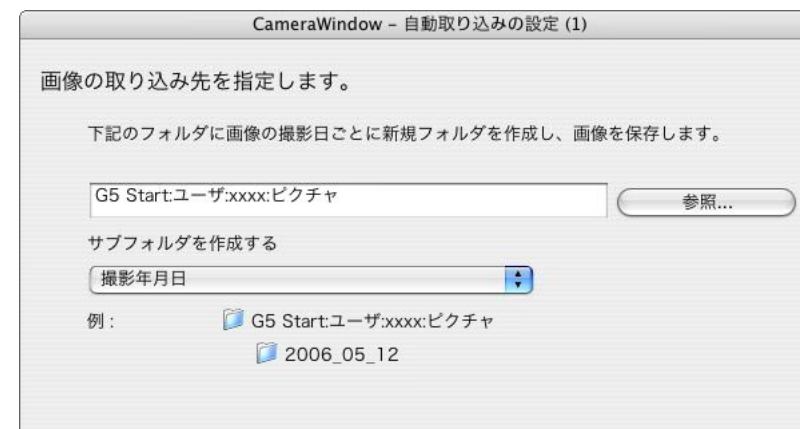 CameraWindow – 自動取り込みの設定 (1)
画像の取り込み先を指定します。
下記のフォルダに画像の撮影日ごとに新規フォルダを作成し、画像を保存します。
G5 Start:ユーザ:xxxx:ピクチャ
参照...
サブフォルダを作成する
撮影年月日
例 : G5 Start:ユーザ:xxxx:ピクチャ
2006_05_12